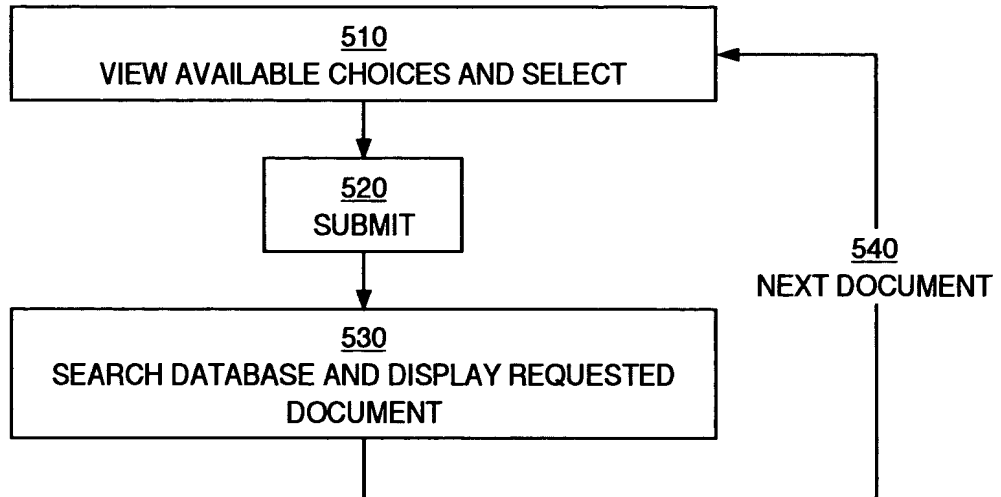 510
VIEW AVAILABLE CHOICES AND SELECT
520
SUBMIT
540
NEXT DOCUMENT
530
SEARCH DATABASE AND DISPLAY REQUESTED
DOCUMENT